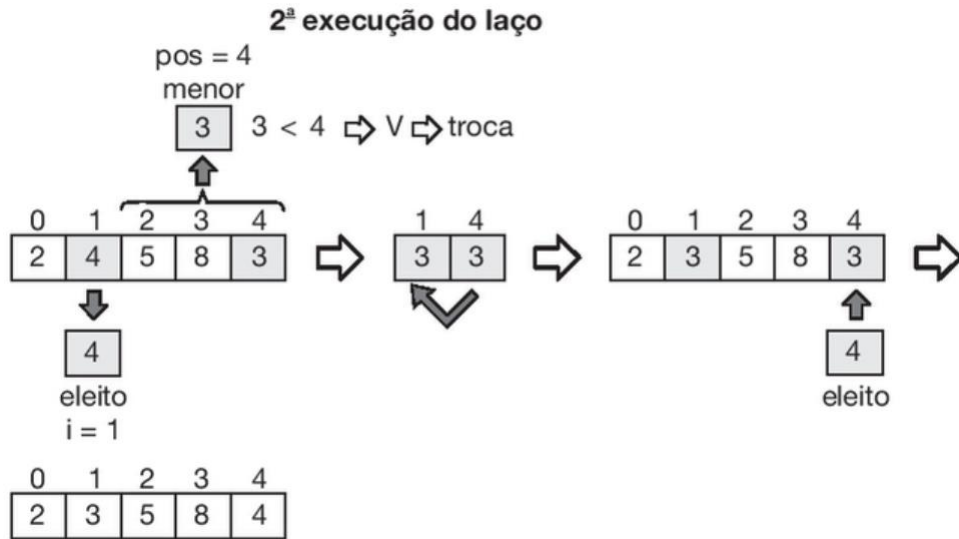 2ª execução do laço
pos = 4
menor
3 3 < 4 V troca
0 1 2 3 4 1 4 0 1 2 3 4
2 4 5 8 3 3 3 2 3 5 8 3
4 4
eleito eleito
i = 1
0 1 2 3 4
2 3 5 8 4